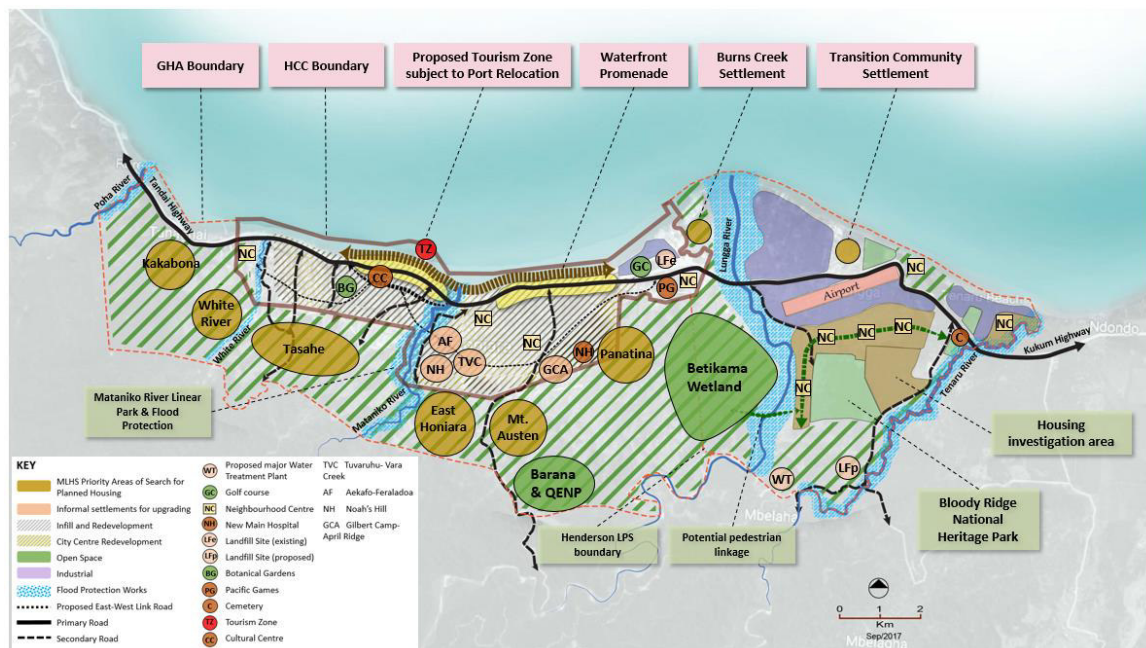 GHA Boundary
HCC Boundary
Proposed Tourism Zone
subject to Port Relocation
Waterfront
Promenade
Burns Creek
Settlement
Transition Community
Settlement
Poha River
Tandai Highway
Kakabona
White
River
White River
Tasahe
NC
BG
CC
TZ
NC
AF
NH
TVC
NC
GCA
NH
Panatina
GC
LFe
PG
NC
Lungga River
Airport
NC
NC
NC
NC
NC
NC
C
Ndondo
Kukum Highway
Tenaru River
Betikama
Wetland
Mataniko River
East
Honiara
Mt.
Austen
Barana
& QENP
WT
LFp
Mbelaha
Mataniko River Linear
Park & Flood
Protection
Housing
investigation area
Bloody Ridge
National
Heritage Park
Henderson LPS
boundary
Potential pedestrian
linkage
KEY
MLHS Priority Areas of Search for
Planned Housing
Informal settlements for upgrading
Infill and Redevelopment
City Centre Redevelopment
Open Space
Industrial
Flood Protection Works
Proposed East-West Link Road
Primary Road
Secondary Road
WT Proposed major Water
Treatment Plant
GC Golf course
NC Neighbourhood Centre
NH New Main Hospital
LFe Landfill Site (existing)
LFp Landfill Site (proposed)
BG Botanical Gardens
PG Pacific Games
C Cemetery
TZ Tourism Zone
CC Cultural Centre
TVC Tuvaruhu- Vara
Creek
AF Aekafo-Feraladoa
NH Noah's Hill
GCA Gilbert Camp-
April Ridge
0 1 2
Km
Sep/2017